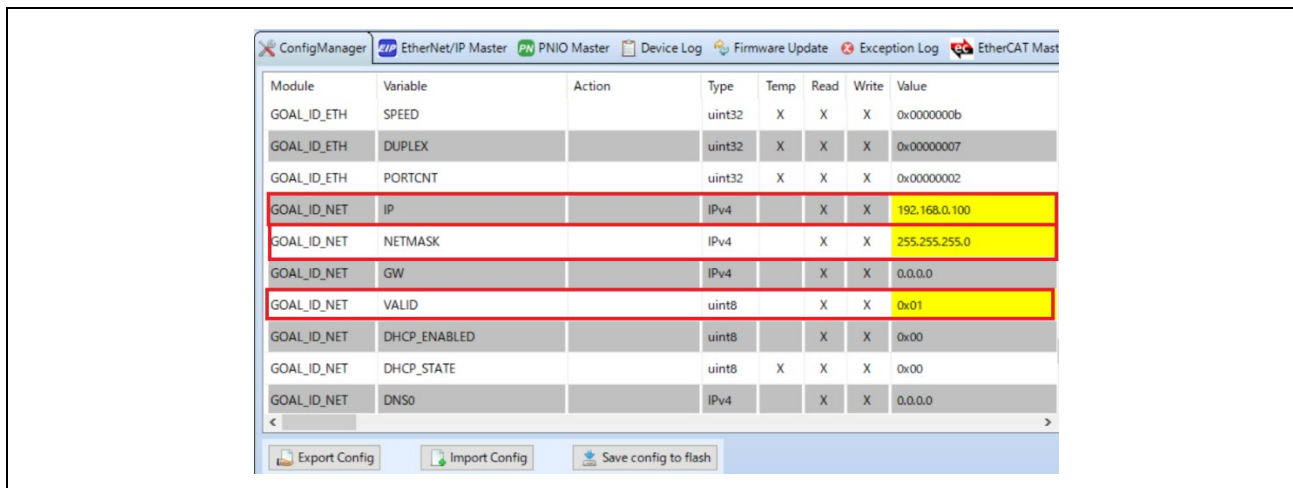 ConfigManager EtherNet/IP Master PNIO Master Device Log Firmware Update Exception Log EtherCAT Mast
Module Variable Action Type Temp Read Write Value
GOAL_ID_ETH SPEED uint32 X X X 0x0000000b
GOAL_ID_ETH DUPLEX uint32 X X X 0x00000007
GOAL_ID_ETH PORTCNT uint32 X X X 0x00000002
GOAL_ID_NET IP IPv4 X X 192.168.0.100
GOAL_ID_NET NETMASK IPv4 X X 255.255.255.0
GOAL_ID_NET GW IPv4 X X 0.0.0.0
GOAL_ID_NET VALID uint8 X X 0x01
GOAL_ID_NET DHCP_ENABLED uint8 X X 0x00
GOAL_ID_NET DHCP_STATE uint8 X X X 0x00
GOAL_ID_NET DNS0 IPv4 X X 0.0.0.0
Export Config Import Config Save config to flash